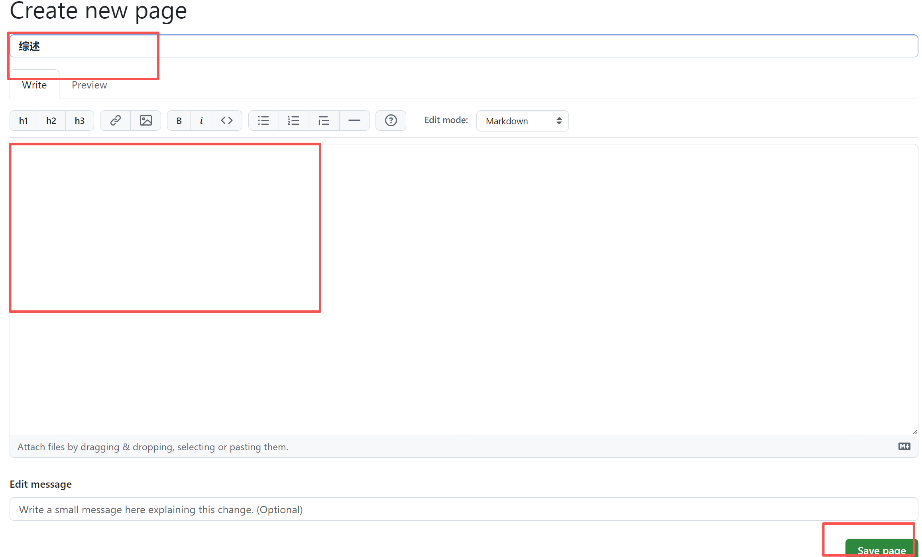 Create new page
综述
Write Preview
h1 h2 h3 B i <> Edit mode: Markdown
Attach files by dragging & dropping, selecting or pasting them.
Edit message
Write a small message here explaining this change. (Optional)
Save page